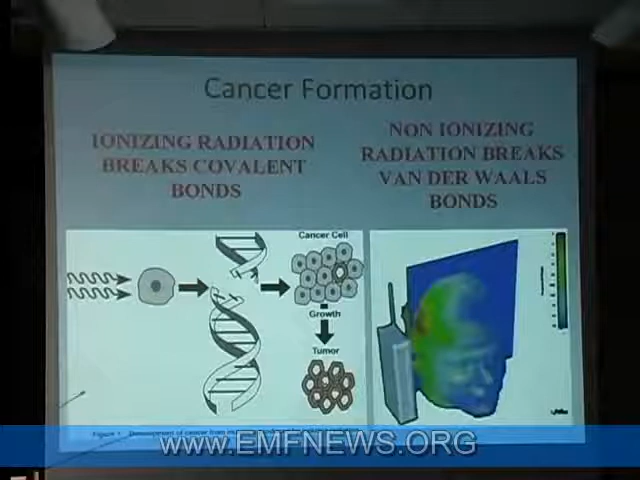 Cancer Formation
IONIZING RADIATION
BREAKS COVALENT
BONDS
NON IONIZING
RADIATION BREAKS
VAN DER WAALS
BONDS
Cancer Cell
Growth
Tumor
WWW.EMFNEWS.ORG